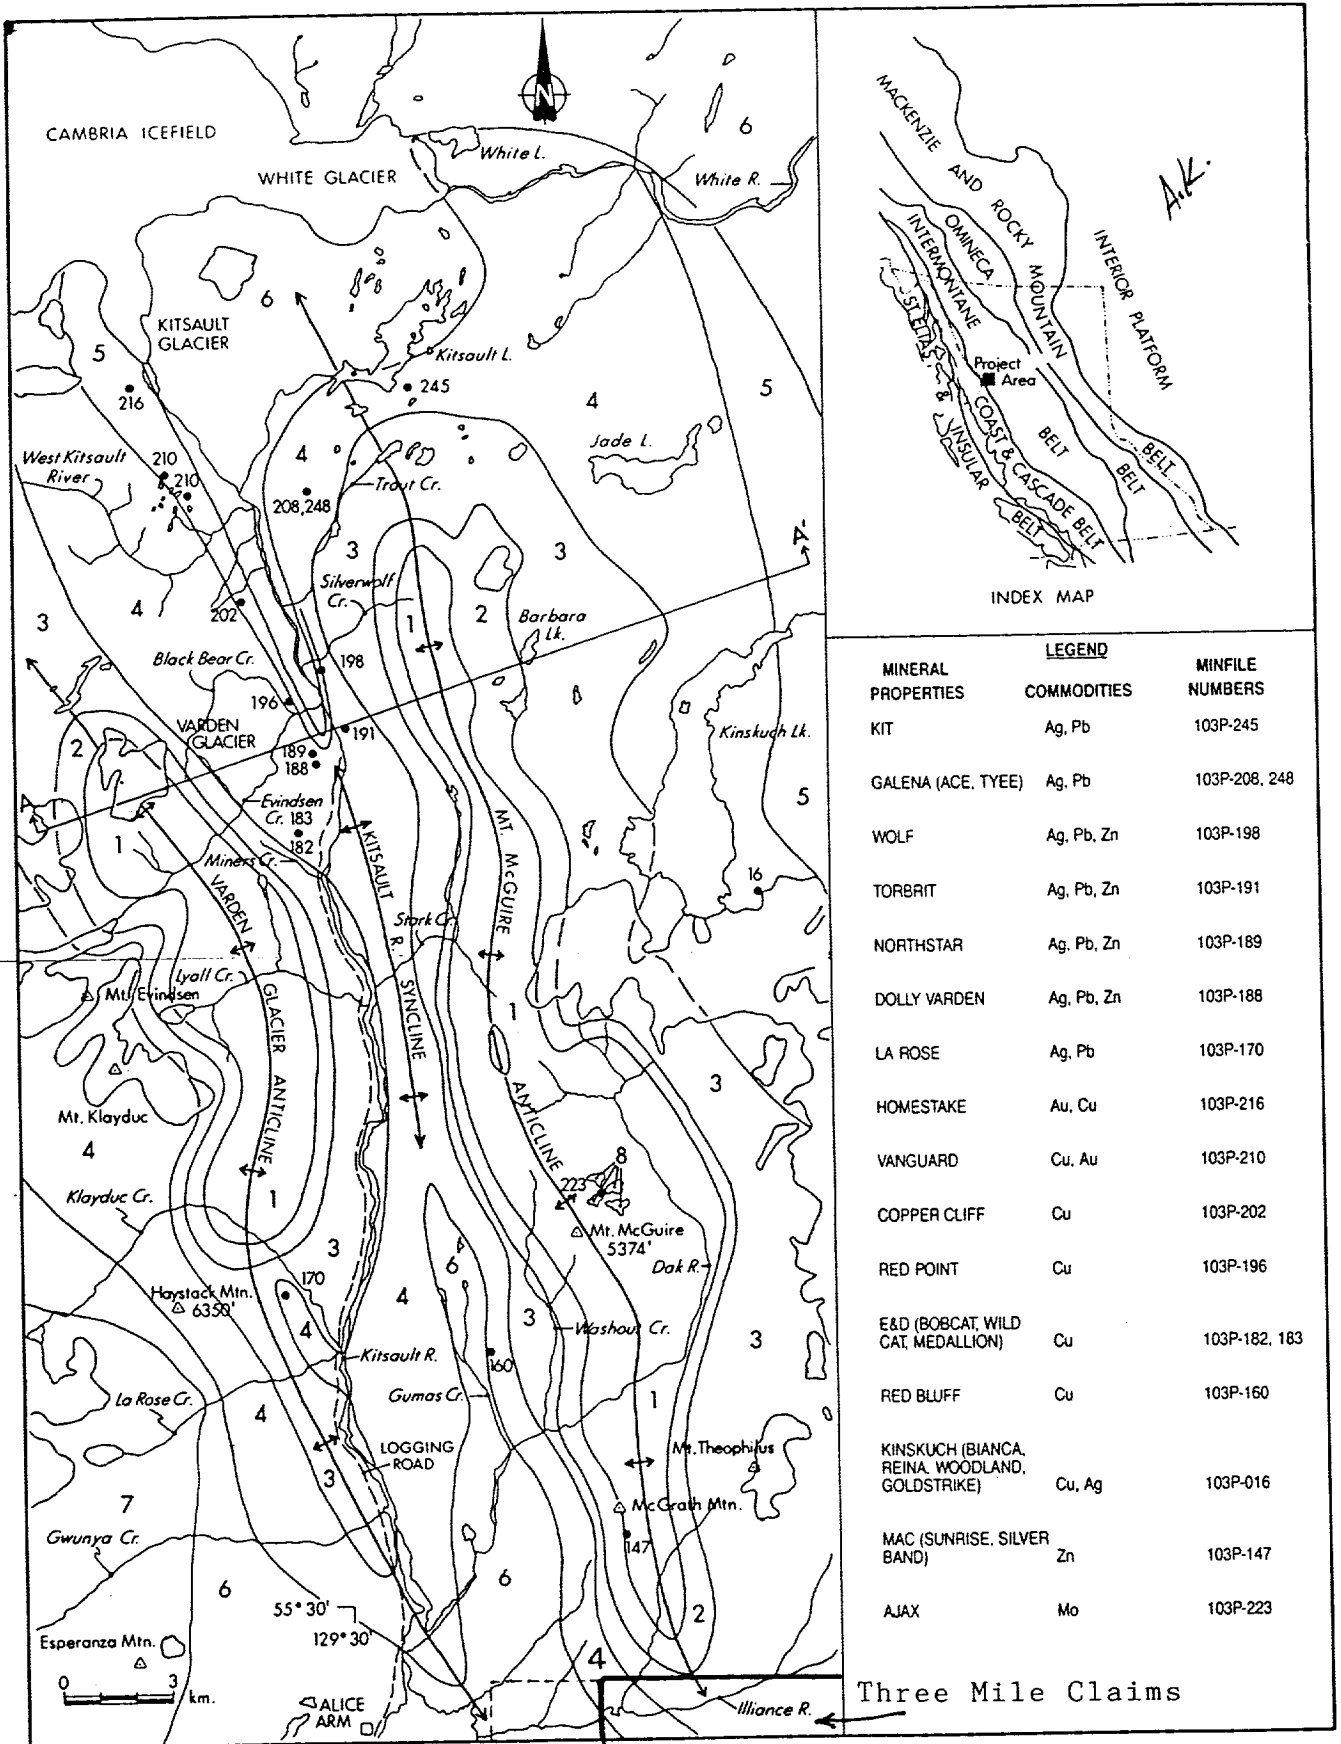 N
CAMBRIA ICEFIELD
WHITE GLACIER
White L.
White R.
6
6
KITSAULT
GLACIER
5
216
Kitsault L.
245
4
5
Jade L.
West Kitsault
River
210
210
4
208,248
Trout Cr.
3
3
Silverwolf
Cr.
A'
4
202
1
2
Barbara
Lk.
3
Black Bear Cr.
198
196
VARDEN
GLACIER
191
189
188
Kinskuch Lk.
2
A
Evindsen
Cr. 183
182
5
1
Miners Cr.
16
Stark Cr.
VARDEN GLACIER ANTICLINE
KITSAULT R. SYNCLINE
MT. McGUIRE ANTICLINE
Lyall Cr.
Mt. Evindsen
1
3
Mt. Klayduc
4
8
223
Klayduc Cr.
1
Mt. McGuire
5374'
3
6
Dak R.
Haystack Mtn.
6350'
170
4
4
3
Washout Cr.
3
Kitsault R.
160
La Rose Cr.
Gumas Cr.
4
1
LOGGING
ROAD
Mt. Theophilus
3
7
McGrath Mtn.
Gwunya Cr.
147
6
6
55° 30'
129° 30'
2
Esperanza Mtn.
4
0 3
km.
ALICE
ARM
Illiance R.
Three Mile Claims
A.K.
MACKENZIE AND ROCKY MOUNTAIN BELT
OMINECA BELT
INTERMONTANE BELT
INTERIOR PLATFORM
ST. ELIAS & INSULAR BELT
COAST & CASCADE BELT
Project
Area
INDEX MAP
LEGEND
MINERAL PROPERTIES COMMODITIES MINFILE NUMBERS
KIT Ag, Pb 103P-245
GALENA (ACE, TYEE) Ag, Pb 103P-208, 248
WOLF Ag, Pb, Zn 103P-198
TORBRIT Ag, Pb, Zn 103P-191
NORTHSTAR Ag, Pb, Zn 103P-189
DOLLY VARDEN Ag, Pb, Zn 103P-188
LA ROSE Ag, Pb 103P-170
HOMESTAKE Au, Cu 103P-216
VANGUARD Cu, Au 103P-210
COPPER CLIFF Cu 103P-202
RED POINT Cu 103P-196
E&D (BOBCAT, WILD
CAT, MEDALLION) Cu 103P-182, 183
RED BLUFF Cu 103P-160
KINSKUCH (BIANCA,
REINA, WOODLAND,
GOLDSTRIKE) Cu, Ag 103P-016
MAC (SUNRISE, SILVER
BAND) Zn 103P-147
AJAX Mo 103P-223